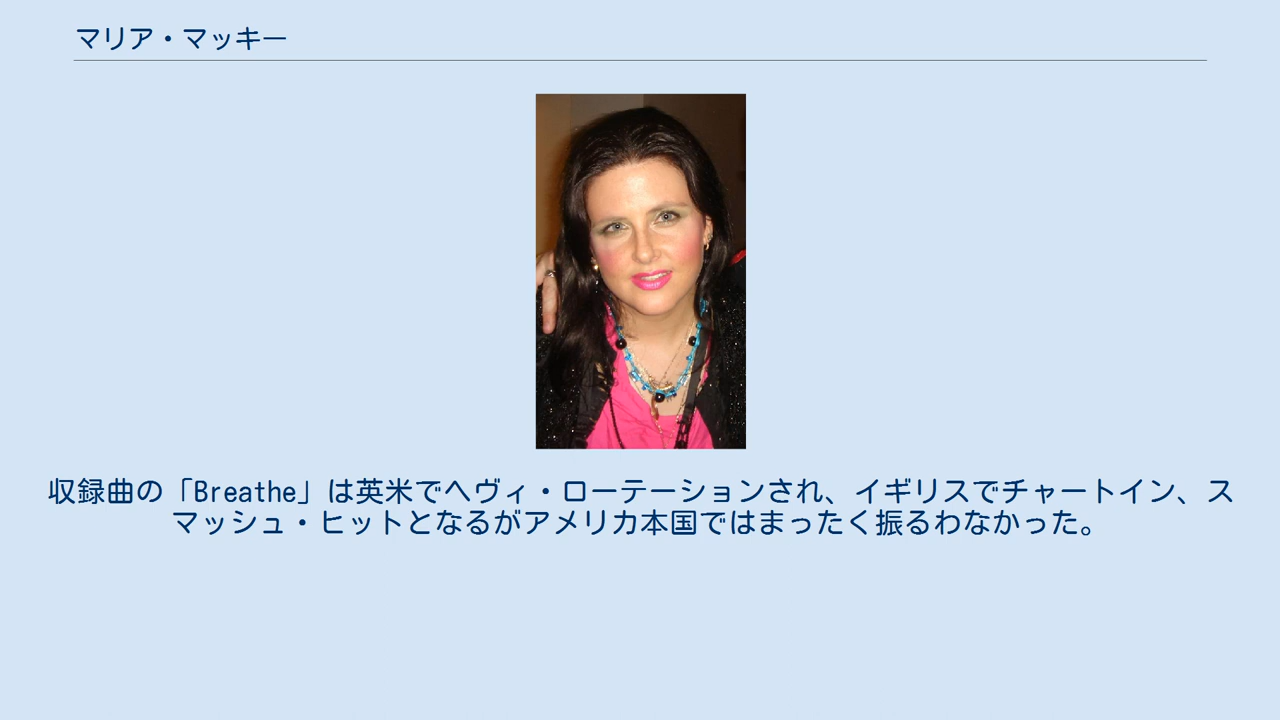 マリア・マッキー
収録曲の「Breathe」は英米でヘヴィ・ローテーションされ、イギリスでチャートイン、ス
マッシュ・ヒットとなるがアメリカ本国ではまったく振るわなかった。